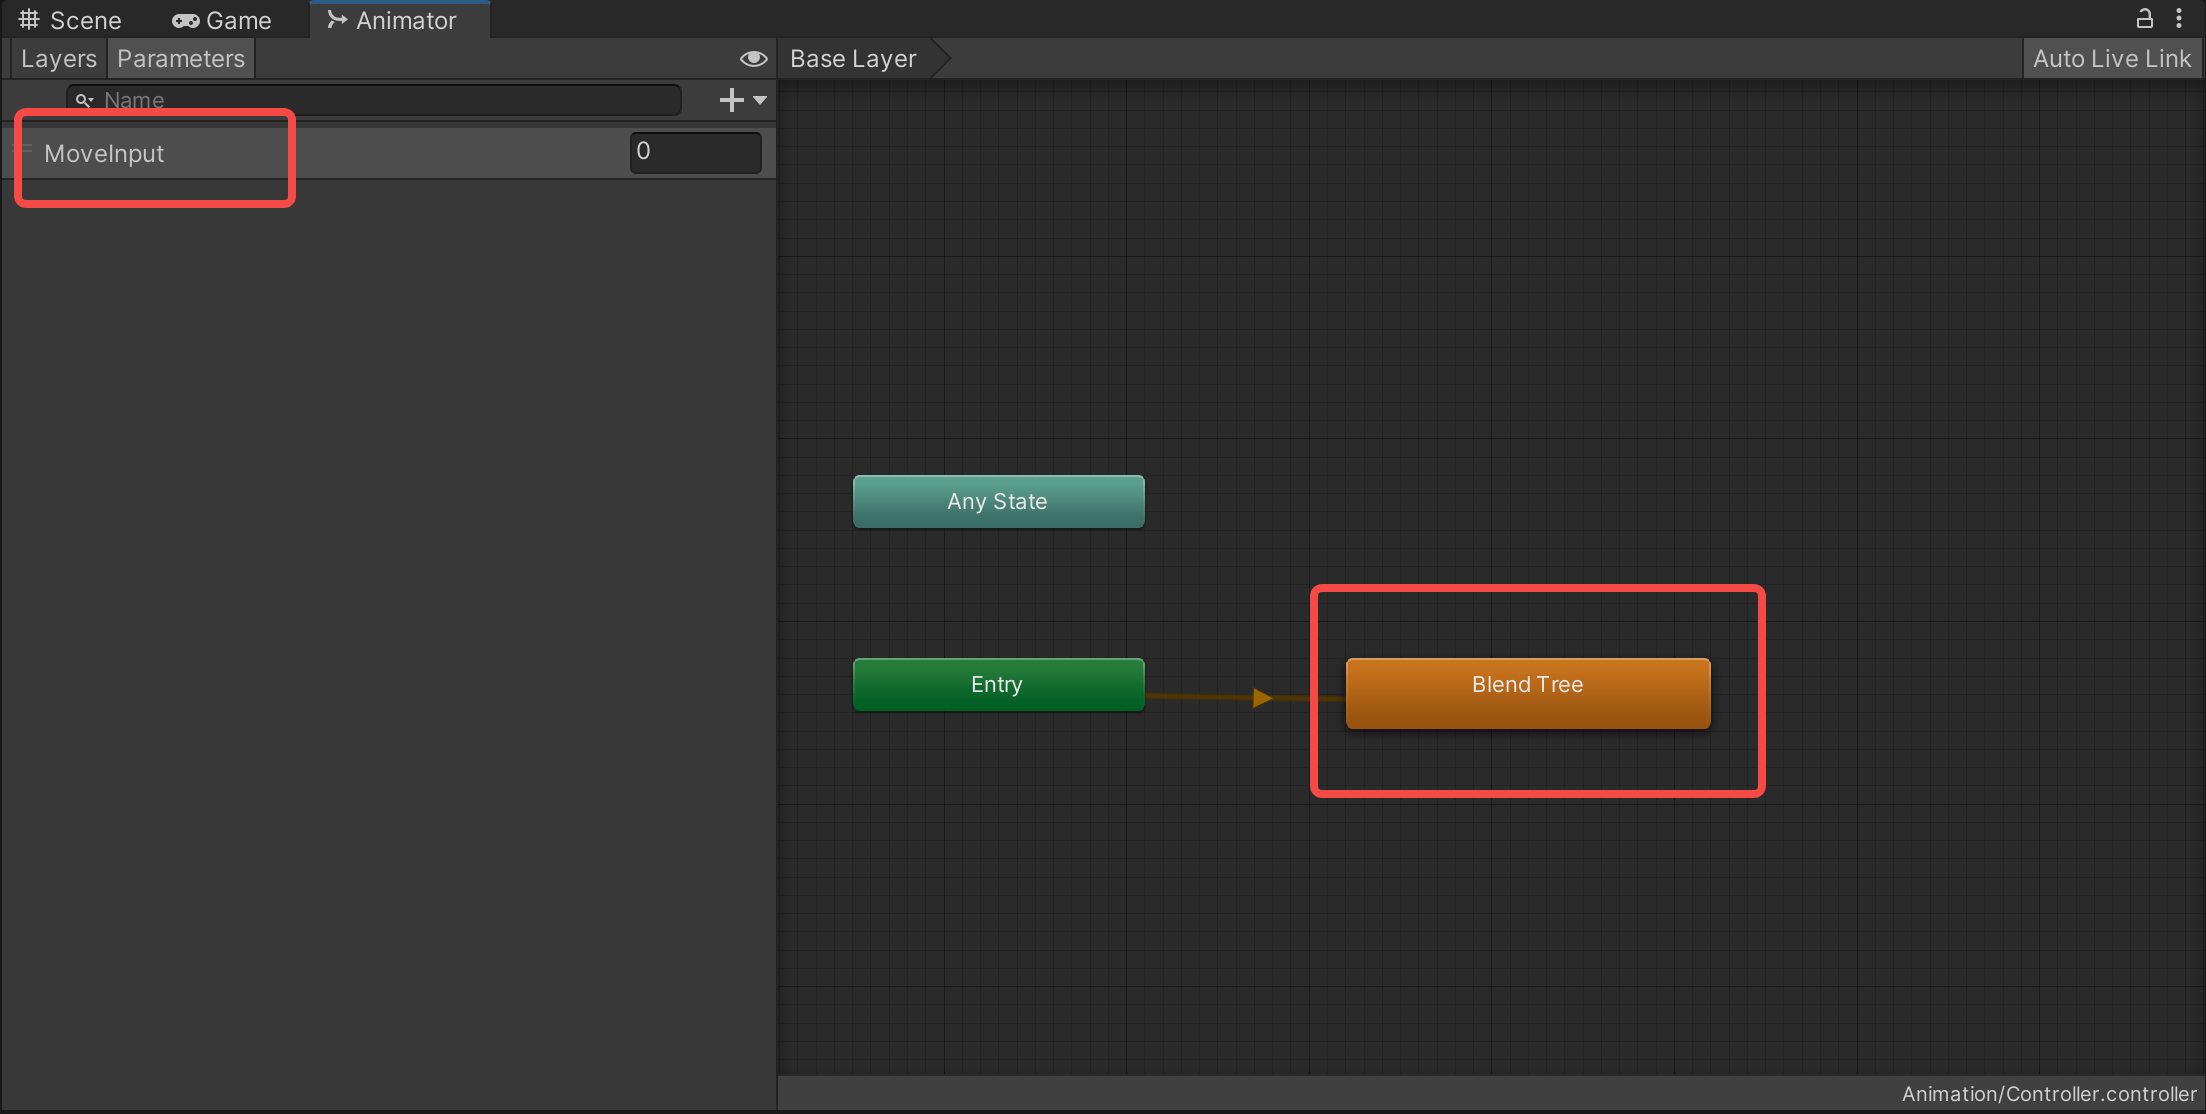 Scene Game Animator
Layers Parameters Base Layer Auto Live Link
Name
MoveInput 0
Any State
Entry Blend Tree
Animation/Controller.controller